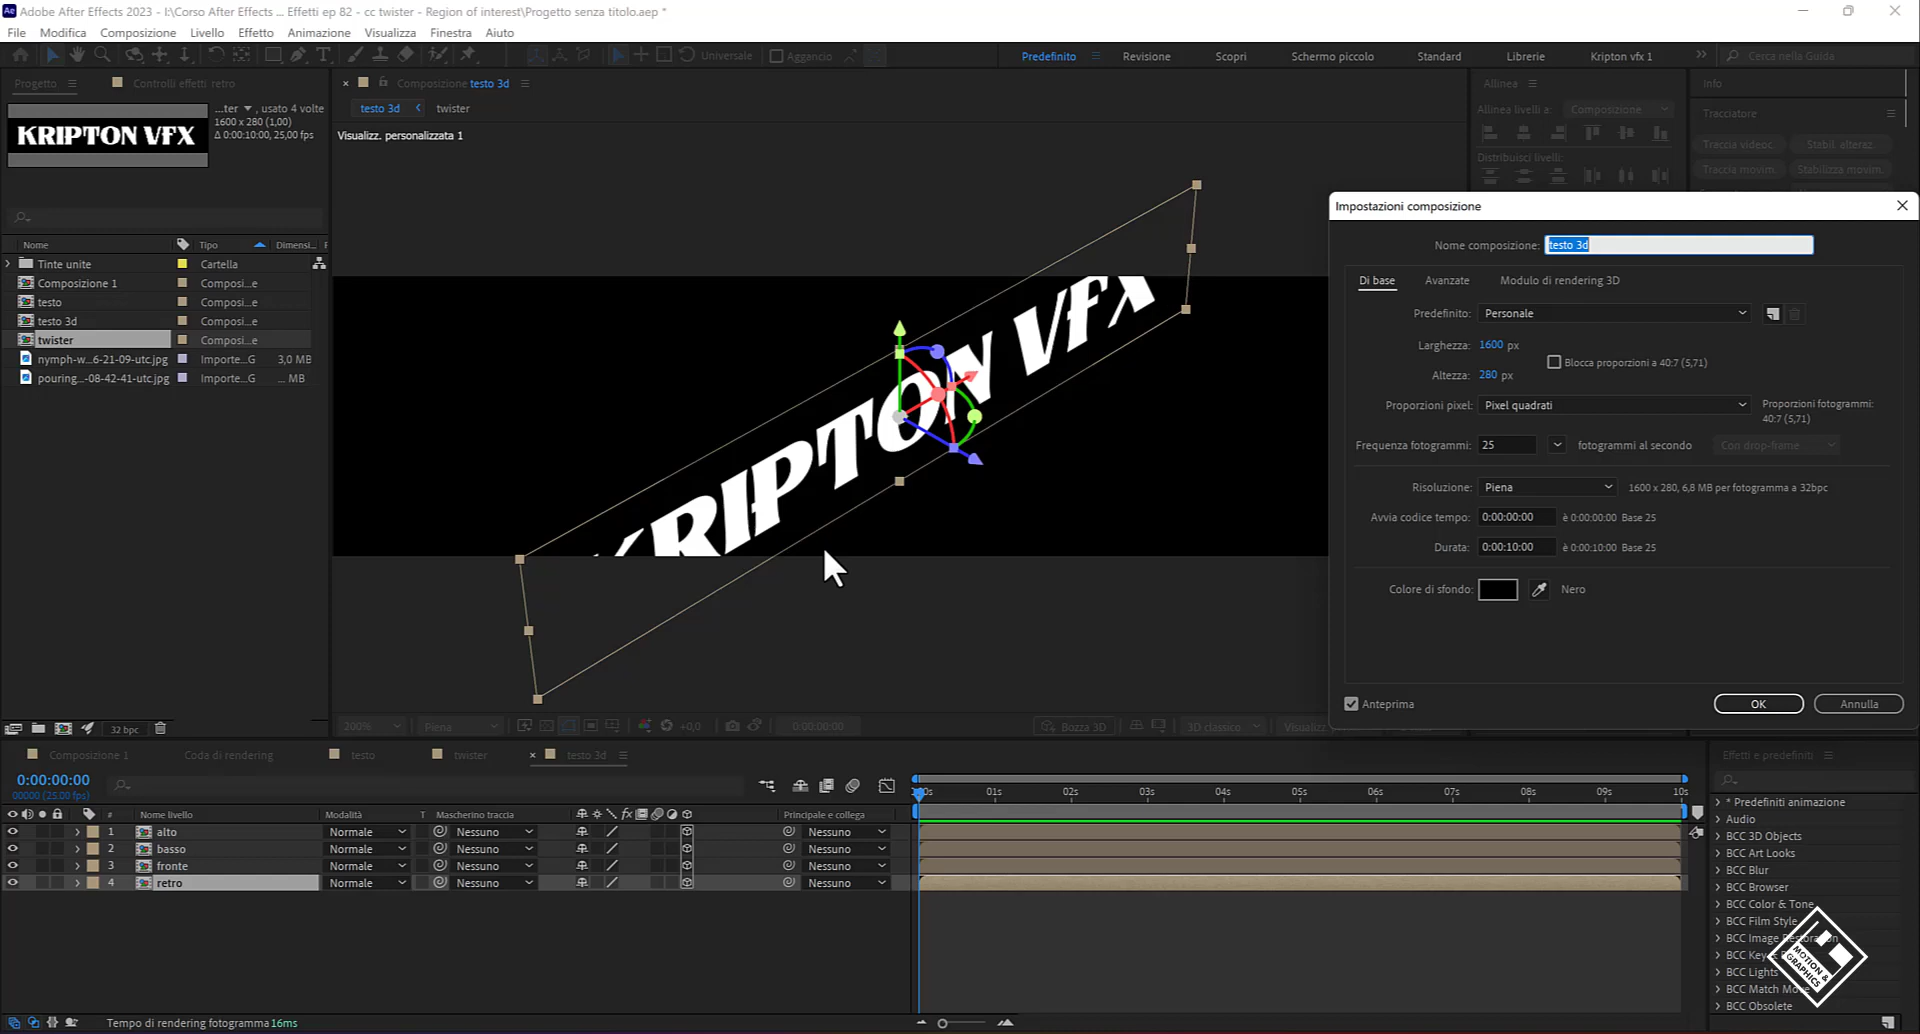 Ae Adobe After Effects 2023 - I:\Corso After Effects ... Effetti ep 82 - cc twister - Region of interest\Progetto senza titolo.aep *
File Modifica Composizione Livello Effetto Animazione Visualizza Finestra Aiuto
Universale Aggancio Predefinito Revisione Scopri Schermo piccolo Standard Librerie Kripton vfx 1 Cerca nella Guida
Progetto Controlli effetti retro
...ter , usato 4 volte
1600 x 280 (1,00)
Δ 0:00:10:00, 25,00 fps
KRIPTON VFX
Nome Tipo Dimensi...
Tinte unite Cartella
Composizione 1 Composi...e
testo Composi...e
testo 3d Composi...e
twister Composi...e
nymph-w...6-21-09-utc.jpg Importe...G 3,0 MB
pouring...-08-42-41-utc.jpg Importe...G ... MB
32 bpc
Composizione testo 3d
testo 3d twister
Visualizz. personalizzata 1
KRIPTON VFX
200% Piena +0,0 0:00:00:00 Bozza 3D 3D classico
Allinea
Allinea livelli a: Composizione
Distribuisci livelli:
Info
Tracciatore
Traccia videoc. Stabil. alteraz.
Traccia movim. Stabilizza movim.
Impostazioni composizione
Nome composizione: testo 3d
Di base Avanzate Modulo di rendering 3D
Predefinito: Personale
Larghezza: 1600 px
Blocca proporzioni a 40:7 (5,71)
Altezza: 280 px
Proporzioni pixel: Pixel quadrati Proporzioni fotogrammi:
40:7 (5,71)
Frequenza fotogrammi: 25 fotogrammi al secondo Con drop-frame
Risoluzione: Piena 1600 x 280, 6,8 MB per fotogramma a 32bpc
Avvia codice tempo: 0:00:00:00 è 0:00:00:00 Base 25
Durata: 0:00:10:00 è 0:00:10:00 Base 25
Colore di sfondo: Nero
Anteprima OK Annulla
Composizione 1 Coda di rendering testo twister testo 3d
0:00:00:00
00000 (25.00 fps)
01s 02s 03s 04s 05s 06s 07s 08s 09s 10s
# Nome livello Modalità T Mascherino traccia fx Principale e collega
1 alto Normale Nessuno Nessuno
2 basso Normale Nessuno Nessuno
3 fronte Normale Nessuno Nessuno
4 retro Normale Nessuno Nessuno
Tempo di rendering fotogramma 16ms
Effetti e predefiniti
* Predefiniti animazione
Audio
BCC 3D Objects
BCC Art Looks
BCC Blur
BCC Browser
BCC Color & Tone
BCC Film Style
BCC Image Restoration
BCC Key
BCC Lights
BCC Match Move
BCC Obsolete
MOTION &
GRAPHICS